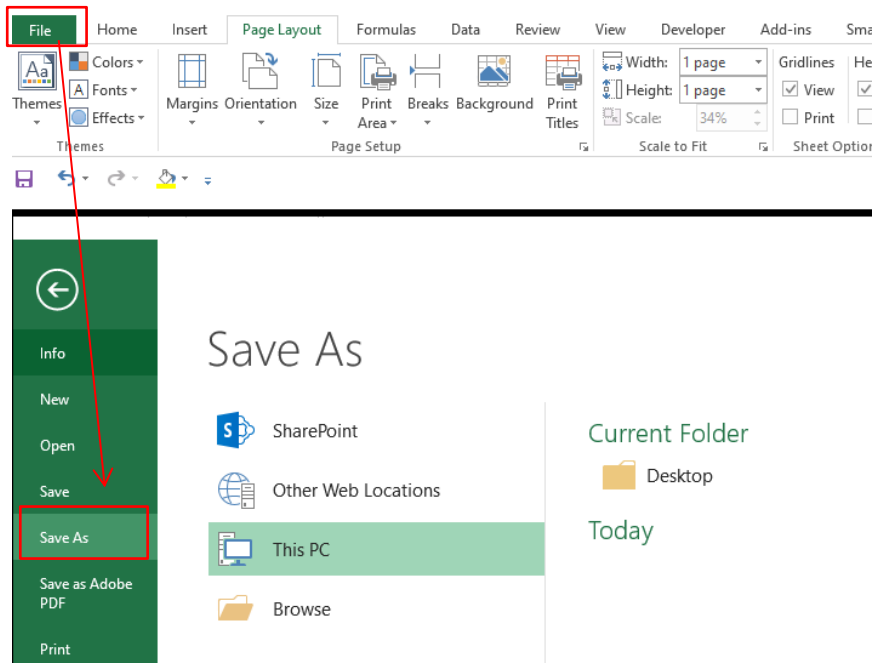 File Home Insert Page Layout Formulas Data Review View Developer Add-ins
Colors Width: 1 page Gridlines
Aa A Fonts Height: 1 page View
Themes Effects Margins Orientation Size Print Area Breaks Background Print Titles Scale: 34% Print
Themes Page Setup Scale to Fit Sheet
Info
New
Open
Save
Save As
Save as Adobe
PDF
Print
Save As
SharePoint
Other Web Locations
This PC
Browse
Current Folder
Desktop
Today